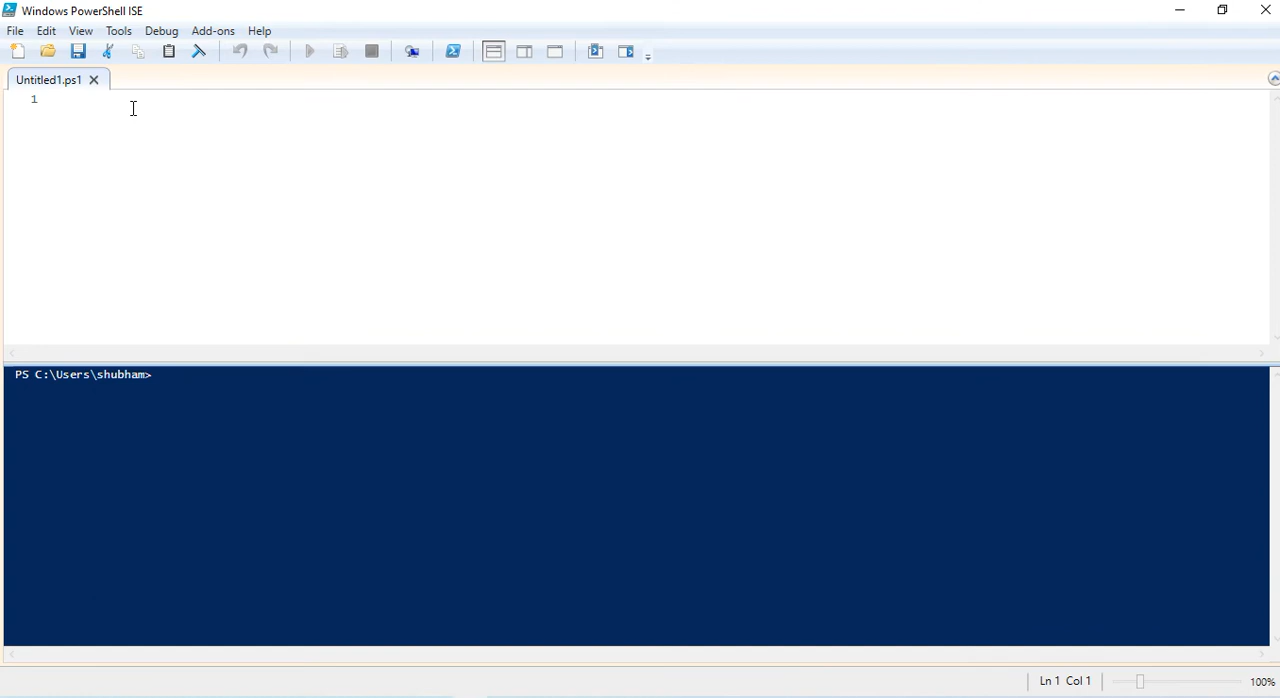 Windows PowerShell ISE
File Edit View Tools Debug Add-ons Help
Untitled1.ps1
1
PS C:\Users\shubham>
Ln 1 Col 1 100%